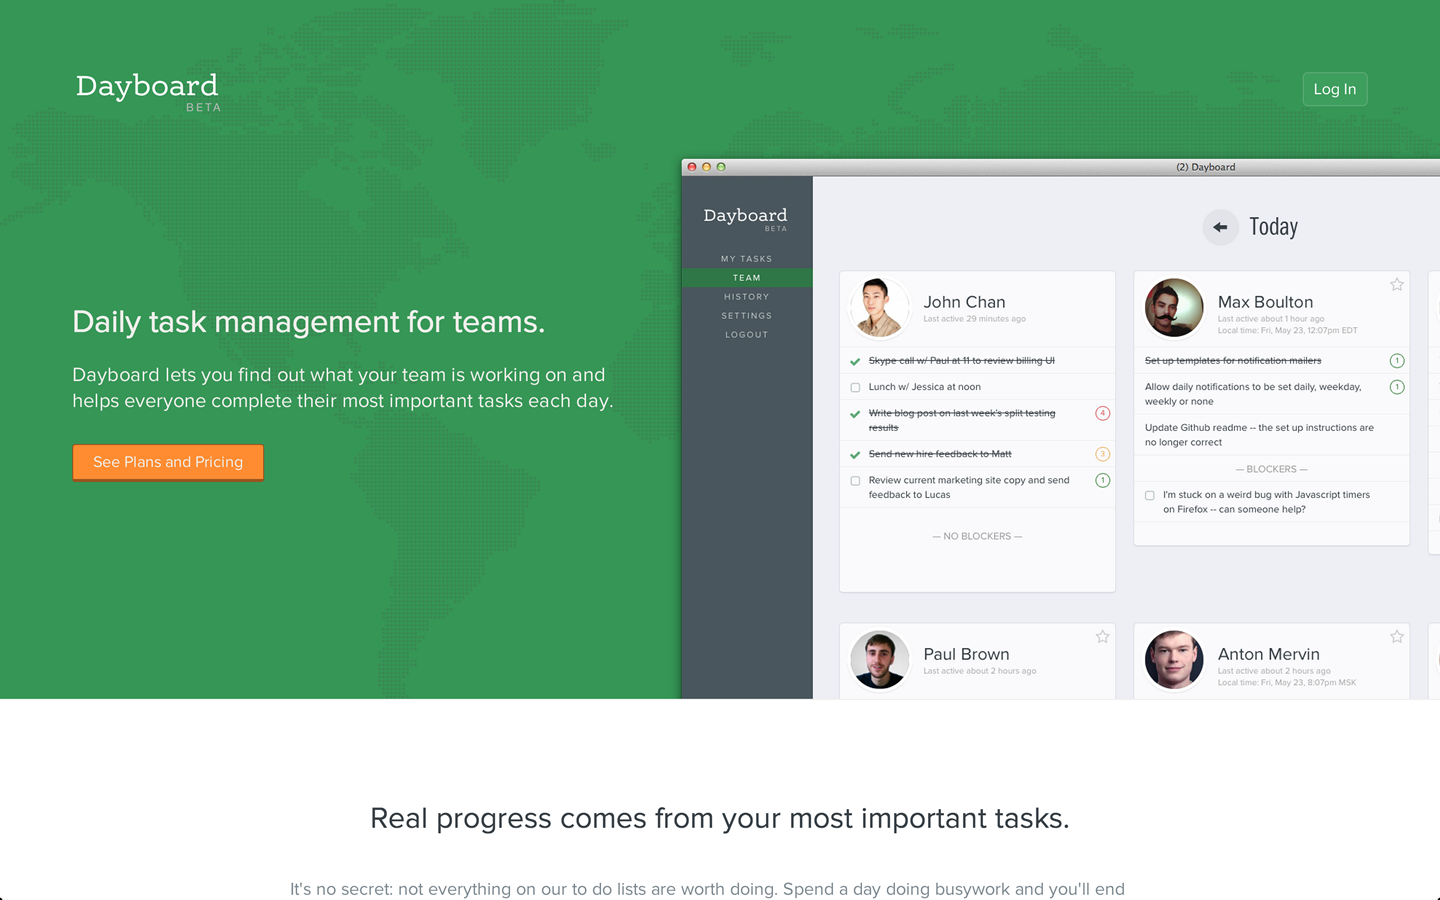 Dayboard
BETA
Log In
Daily task management for teams.
Dayboard lets you find out what your team is working on and
helps everyone complete their most important tasks each day.
See Plans and Pricing
(2) Dayboard
Dayboard
BETA
MY TASKS
TEAM
HISTORY
SETTINGS
LOGOUT
Today
John Chan
Last active 29 minutes ago
Skype call w/ Paul at 11 to review billing UI
Lunch w/ Jessica at noon
Write blog post on last week's split testing
results
4
Send new hire feedback to Matt
3
Review current marketing site copy and send
feedback to Lucas
1
— NO BLOCKERS —
Max Boulton
Last active about 1 hour ago
Local time: Fri, May 23, 12:07pm EDT
Set up templates for notification mailers
1
Allow daily notifications to be set daily, weekday,
weekly or none
1
Update Github readme -- the set up instructions are
no longer correct
— BLOCKERS —
I'm stuck on a weird bug with Javascript timers
on Firefox -- can someone help?
Paul Brown
Last active about 2 hours ago
Anton Mervin
Last active about 2 hours ago
Local time: Fri, May 23, 8:07pm MSK
Real progress comes from your most important tasks.
It's no secret: not everything on our to do lists are worth doing. Spend a day doing busywork and you'll end